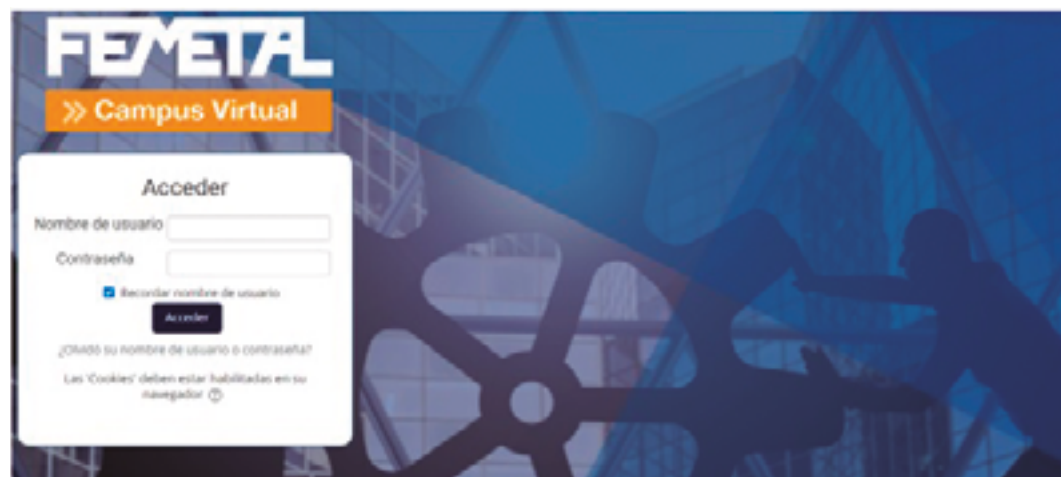 FEMETAL
» Campus Virtual
Acceder
Nombre de usuario
Contraseña
Recordar nombre de usuario
Acceder
¿Olvidó su nombre de usuario o contraseña?
Las 'Cookies' deben estar habilitadas en su
navegador